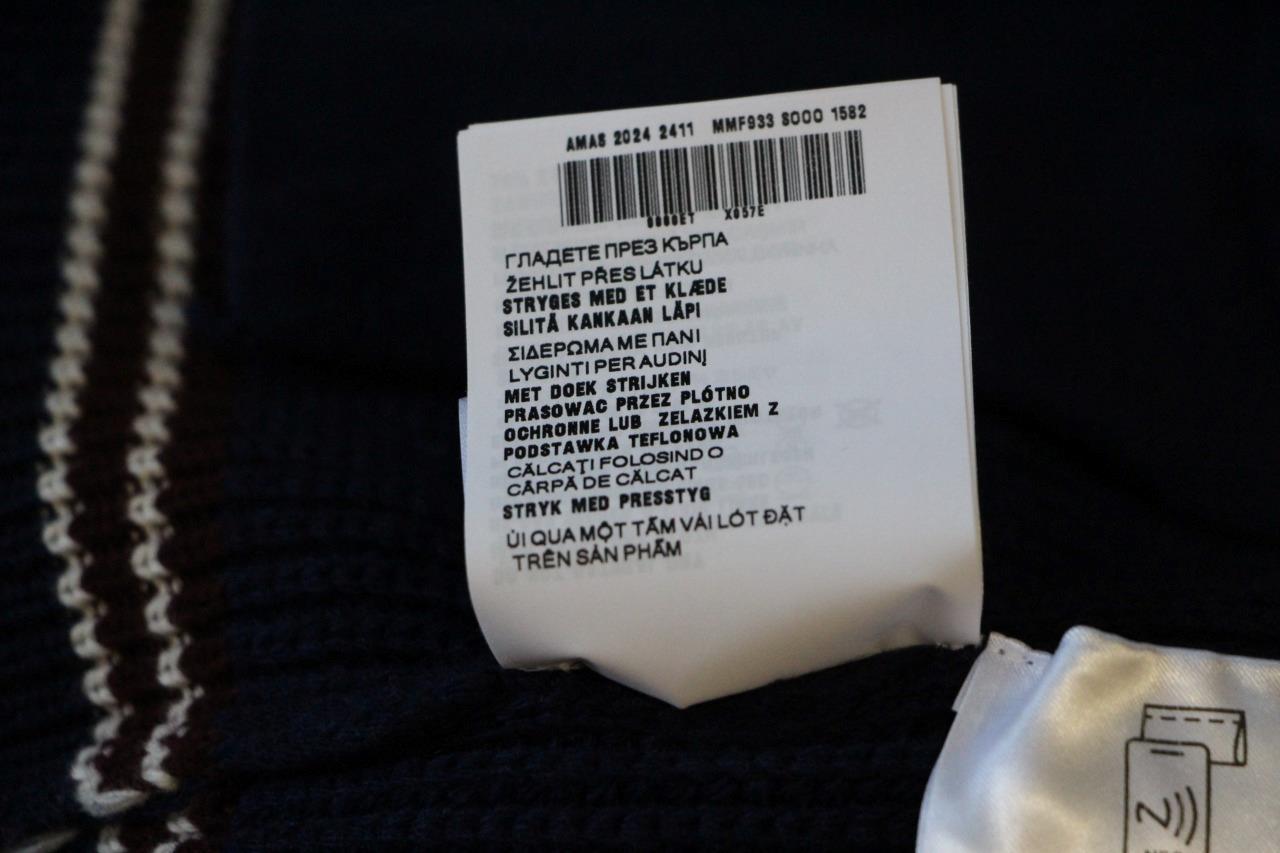 AMAS 2024 2411 MMF933 S000 1582
X057E
ГЛАДЕТЕ ПРЕЗ КЪРПА
ŽEHLIT PŘES LÁTKU
STRYGES MED ET KLÆDE
SILITÅ KANKAAN LÄPI
ΣΙΔΕΡΩΜΑ ΜΕ ΠΑΝΙ
LYGINTI PER AUDINĮ
MET DOEK STRIJKEN
PRASOWAC PRZEZ PLÓTNO
OCHRONNE LUB ZELAZKIEM Z
PODSTAWKA TEFLONOWA
CĂLCAȚI FOLOSIND O
CÂRPĂ DE CĂLCAT
STRYK MED PRESSTYG
ỦI QUA MỘT TẤM VẢI LÓT ĐẶT
TRÊN SẢN PHẨM